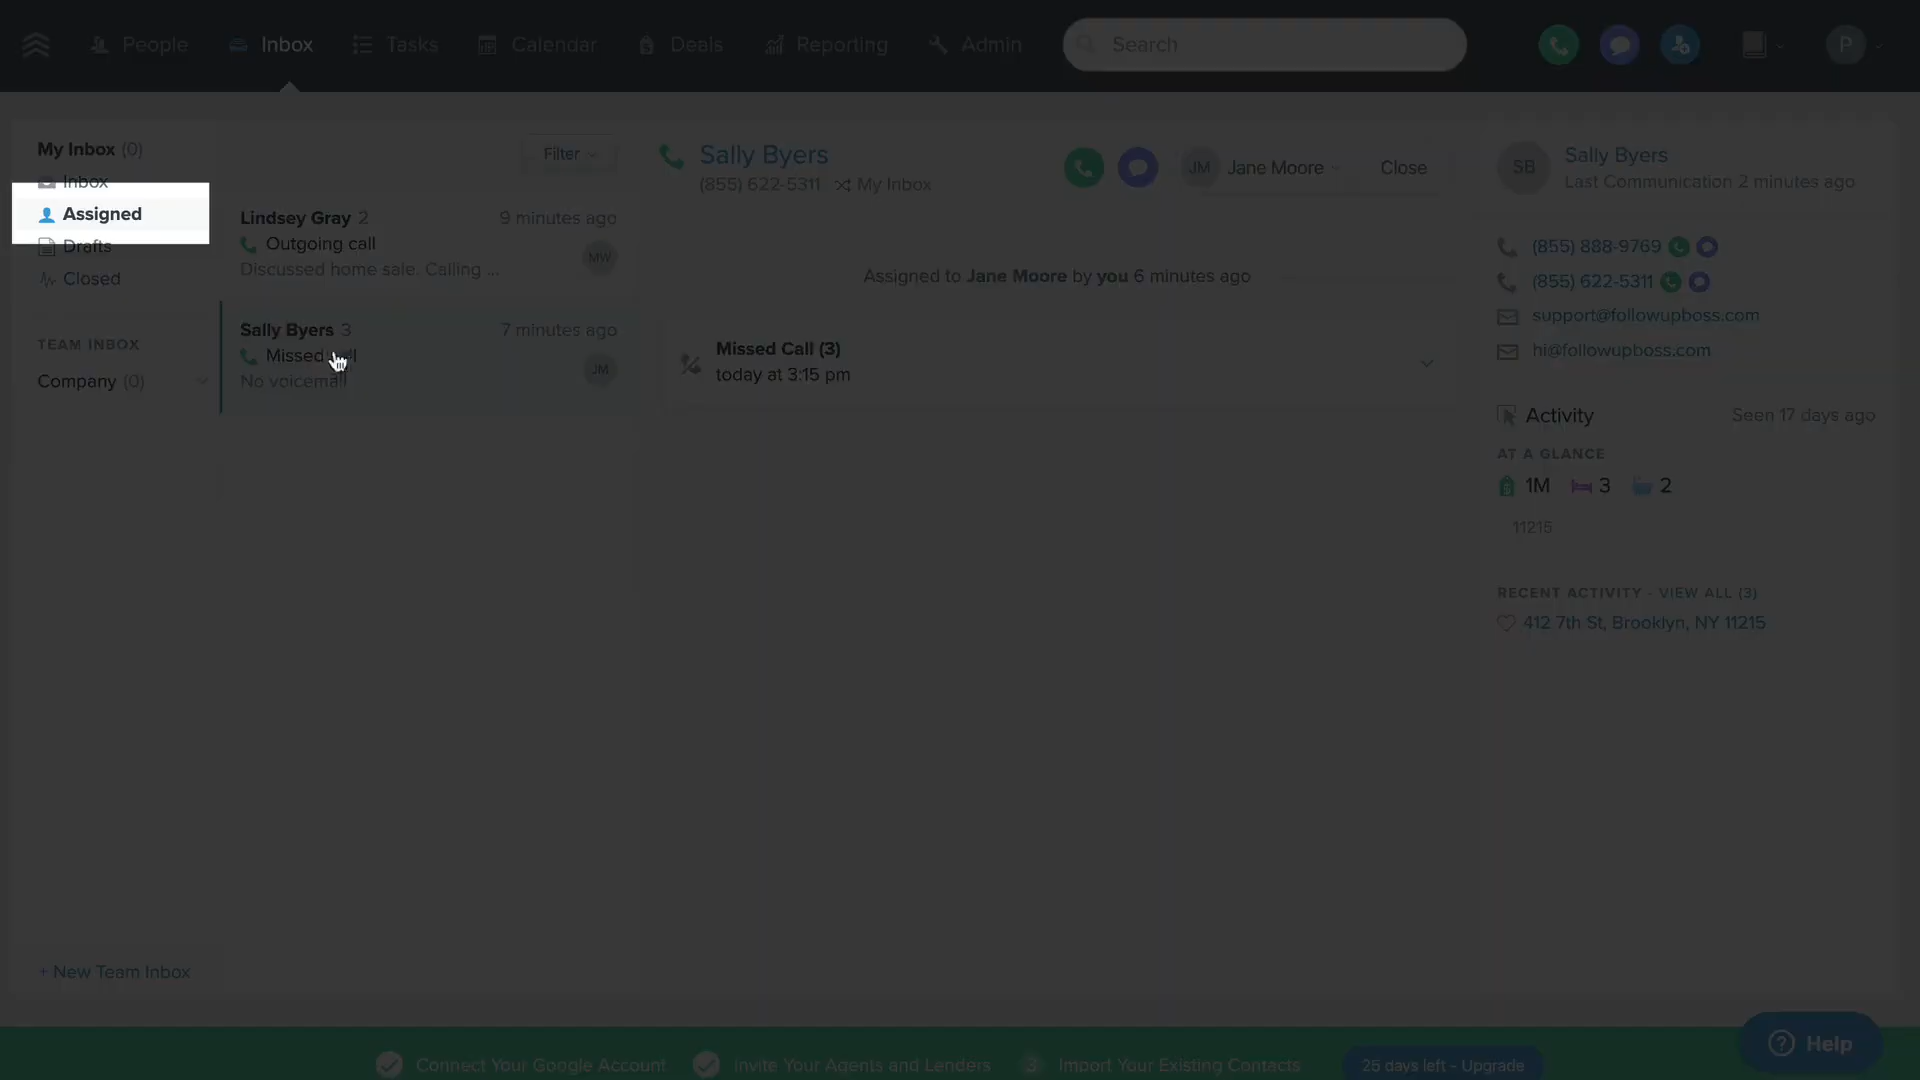 People Inbox Tasks Calendar Deals Reporting Admin Search P
My Inbox (0)
Inbox
Assigned
Drafts
Closed
TEAM INBOX
Company (0)
+ New Team Inbox
Filter
Lindsey Gray 2 9 minutes ago
Outgoing call
Discussed home sale. Calling ... MW
Sally Byers 3 7 minutes ago
Missed
No voicemail JM
Sally Byers
(855) 622-5311 My Inbox
JM Jane Moore Close
Assigned to Jane Moore by you 6 minutes ago
Missed Call (3)
today at 3:15 pm
SB Sally Byers
Last Communication 2 minutes ago
(855) 888-9769
(855) 622-5311
support@followupboss.com
hi@followupboss.com
Activity Seen 17 days ago
AT A GLANCE
1M 3 2
11215
RECENT ACTIVITY - VIEW ALL (3)
412 7th St, Brooklyn, NY 11215
Connect Your Google Account Invite Your Agents and Lenders 3 Import Your Existing Contacts 25 days left - Upgrade
? Help